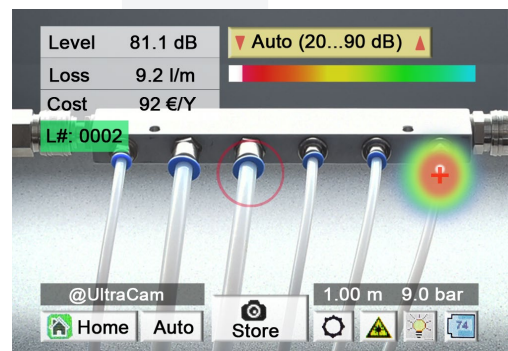 Level 81.1 dB
Auto (20...90 dB)
Loss 9.2 l/m
Cost 92 €/Y
L#: 0002
@UltraCam
1.00 m 9.0 bar
Home
Auto
Store
74